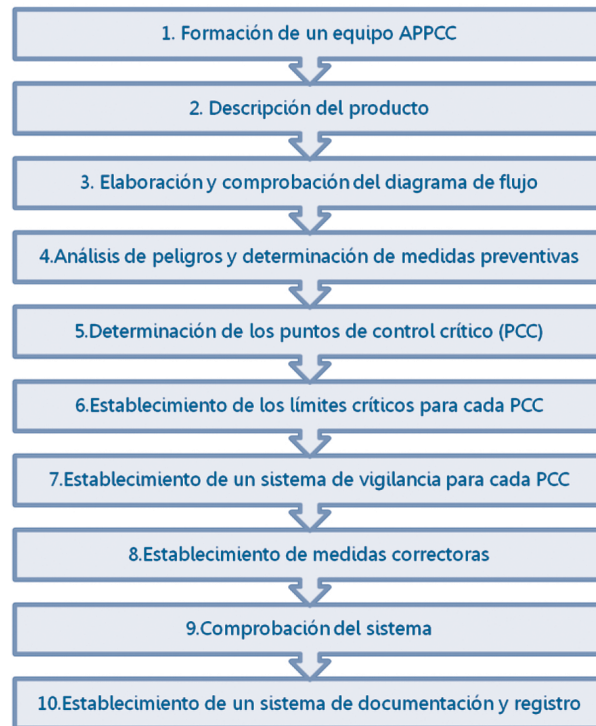 1. Formación de un equipo APPCC
2. Descripción del producto
3. Elaboración y comprobación del diagrama de flujo
4.Análisis de peligros y determinación de medidas preventivas
5.Determinación de los puntos de control crítico (PCC)
6.Establecimiento de los límites críticos para cada PCC
7.Establecimiento de un sistema de vigilancia para cada PCC
8.Establecimiento de medidas correctoras
9.Comprobación del sistema
10.Establecimiento de un sistema de documentación y registro